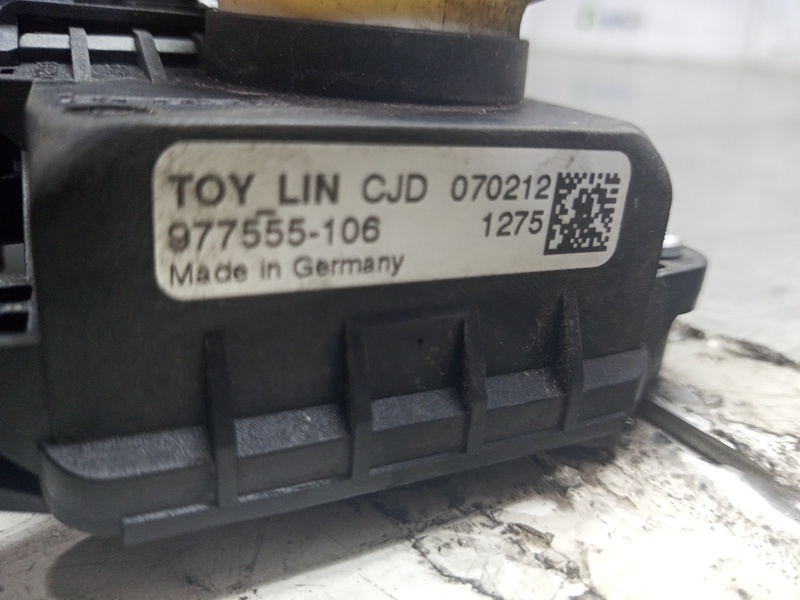 TOY_LIN CJD 070212
977555-106 1275
Made in Germany